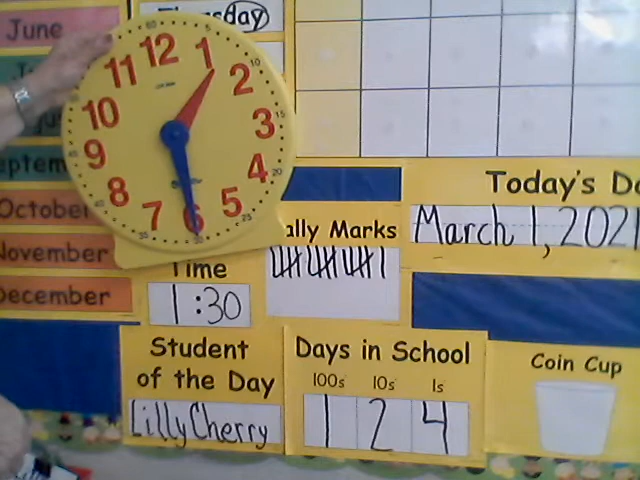 June
Thursday
12
1
2
3
4
5
6
7
8
9
10
11
October
November
December
Today's
March 1, 2021
ally Marks
Time
1:30
Student
of the Day
Lilly Cherry
Days in School
100s 10s 1s
1 2 4
Coin Cup